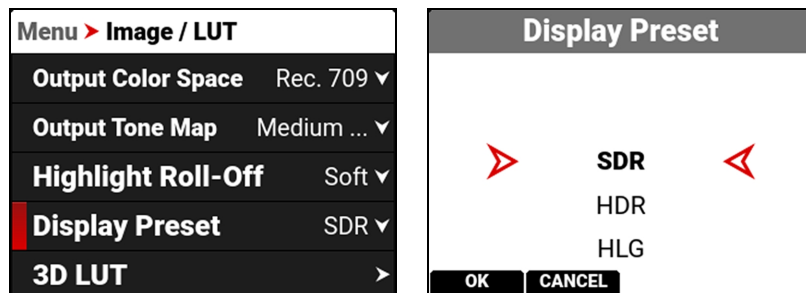 Menu > Image / LUT
Output Color Space Rec. 709
Output Tone Map Medium ...
Highlight Roll-Off Soft
Display Preset SDR
3D LUT >
Display Preset
SDR
HDR
HLG
OK CANCEL